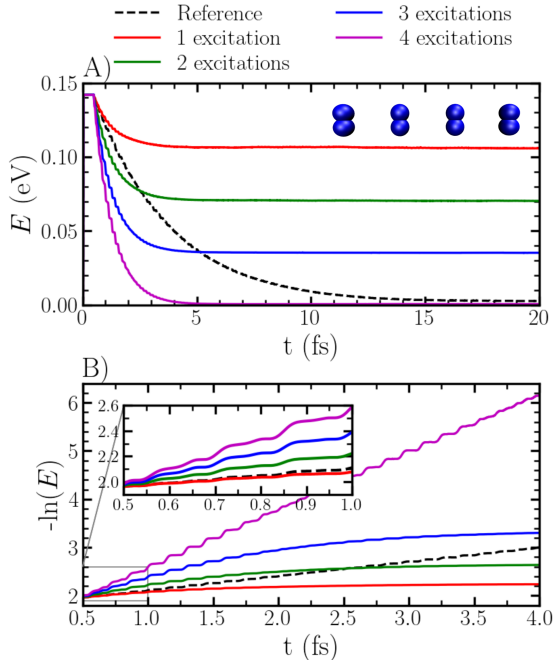 Reference
1 excitation
2 excitations
3 excitations
4 excitations
A)
0.15
0.10
0.05
0.00
E (eV)
0 5 10 15 20
t (fs)
B)
6
5
4
3
2
-ln(E)
2.6
2.4
2.2
2.0
0.5 0.6 0.7 0.8 0.9 1.0
0.5 1.0 1.5 2.0 2.5 3.0 3.5 4.0
t (fs)